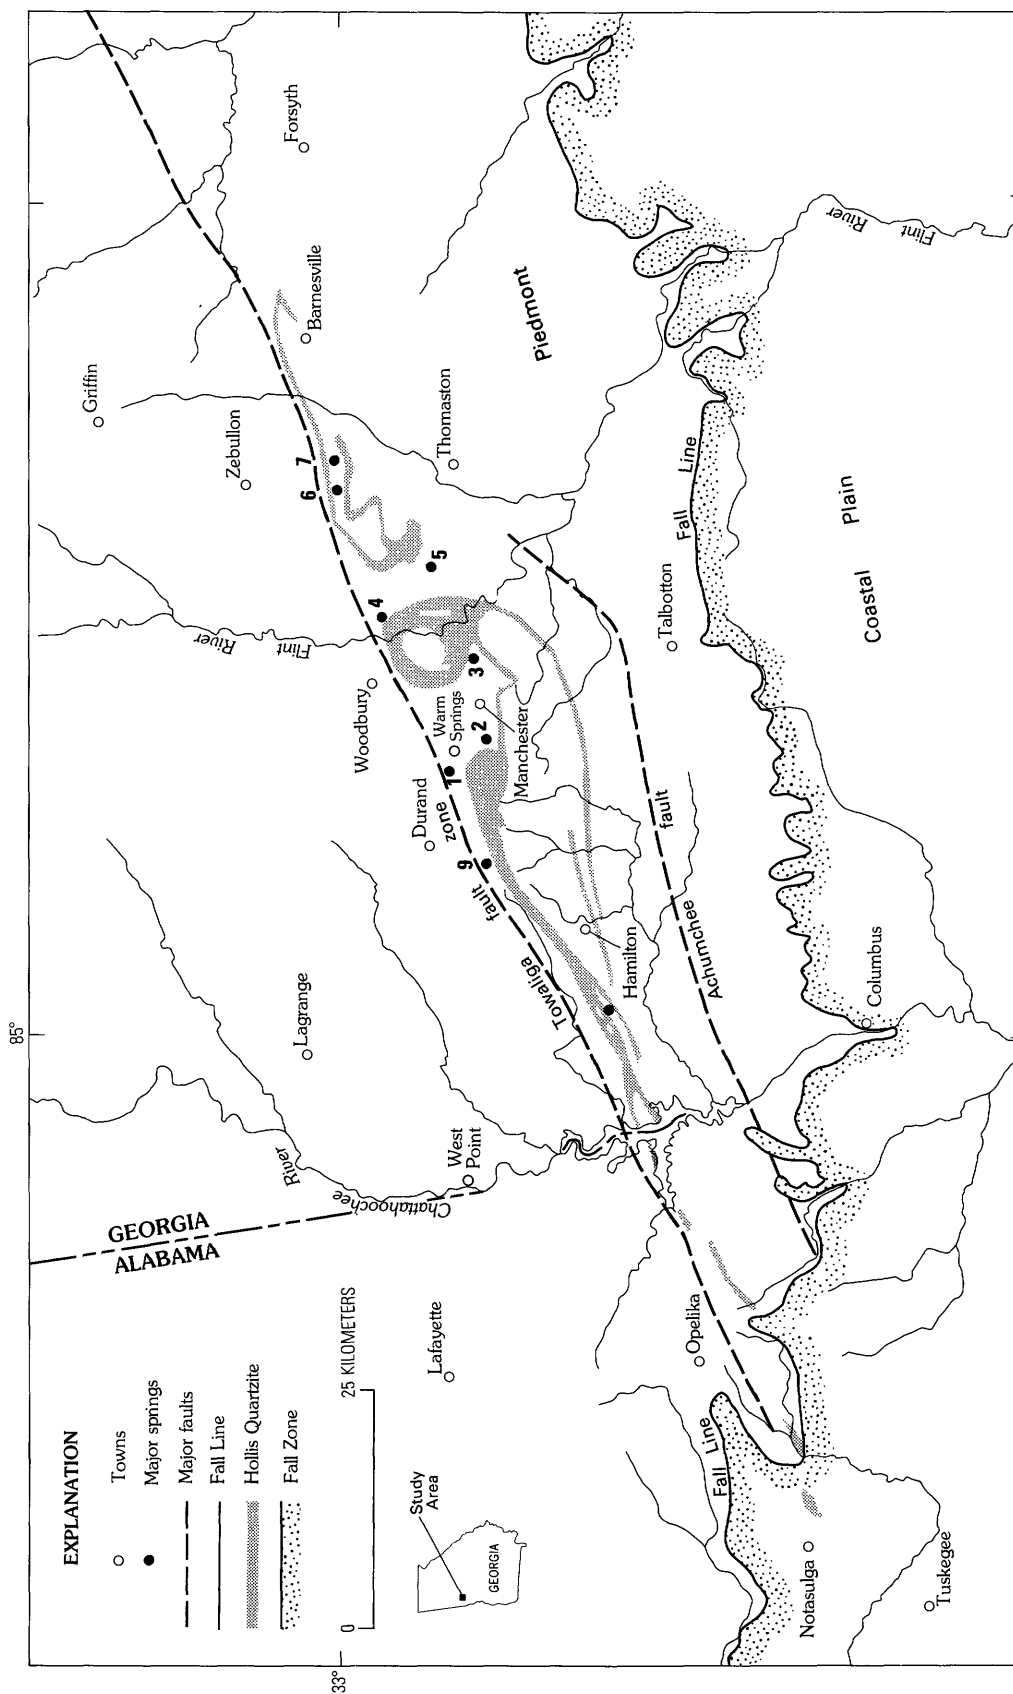 EXPLANATION
Towns
Major springs
Major faults
Fall Line
Hollis Quartzite
Fall Zone
0
25 KILOMETERS
Study
Area
GEORGIA
GEORGIA
ALABAMA
85°
33°
Lafayette
Opelika
Notasulga
Tuskegee
Fall Line
West
Point
Chattahoochee
River
Lagrange
Hamilton
Columbus
Towaliga
fault
zone
Achumchee
fault
Durand
Warm
Springs
Manchester
Woodbury
Talbotton
Flint
River
Griffin
Zebullon
Thomaston
Barnesville
Forsyth
Piedmont
Fall Line
Coastal
Plain
Flint
River
1
2
3
4
5
6
7
9